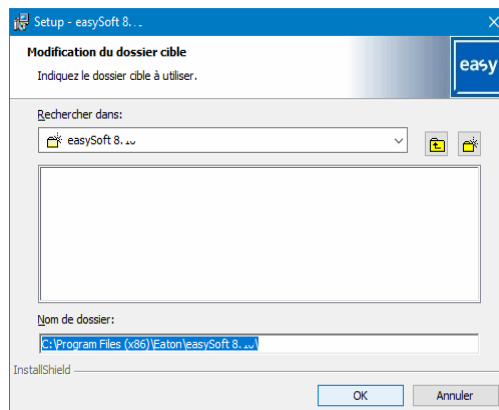 Setup - easySoft 8.
Modification du dossier cible
Indiquez le dossier cible à utiliser.
easy
Rechercher dans:
easySoft 8.
Nom de dossier:
C:\Program Files (x86)\Eaton\easySoft 8.
InstallShield
OK
Annuler